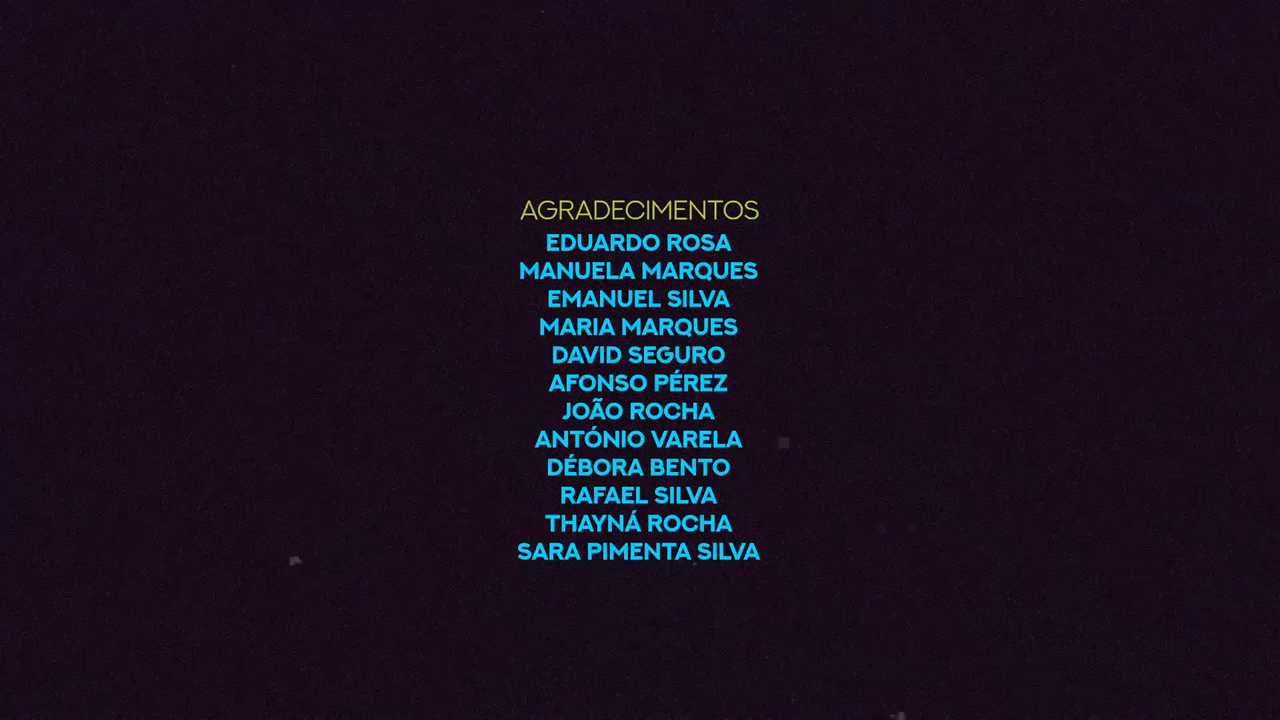 AGRADECIMENTOS
EDUARDO ROSA
MANUELA MARQUES
EMANUEL SILVA
MARIA MARQUES
DAVID SEGURO
AFONSO PÉREZ
JOÃO ROCHA
ANTÓNIO VARELA
DÉBORA BENTO
RAFAEL SILVA
THAYNÁ ROCHA
SARA PIMENTA SILVA